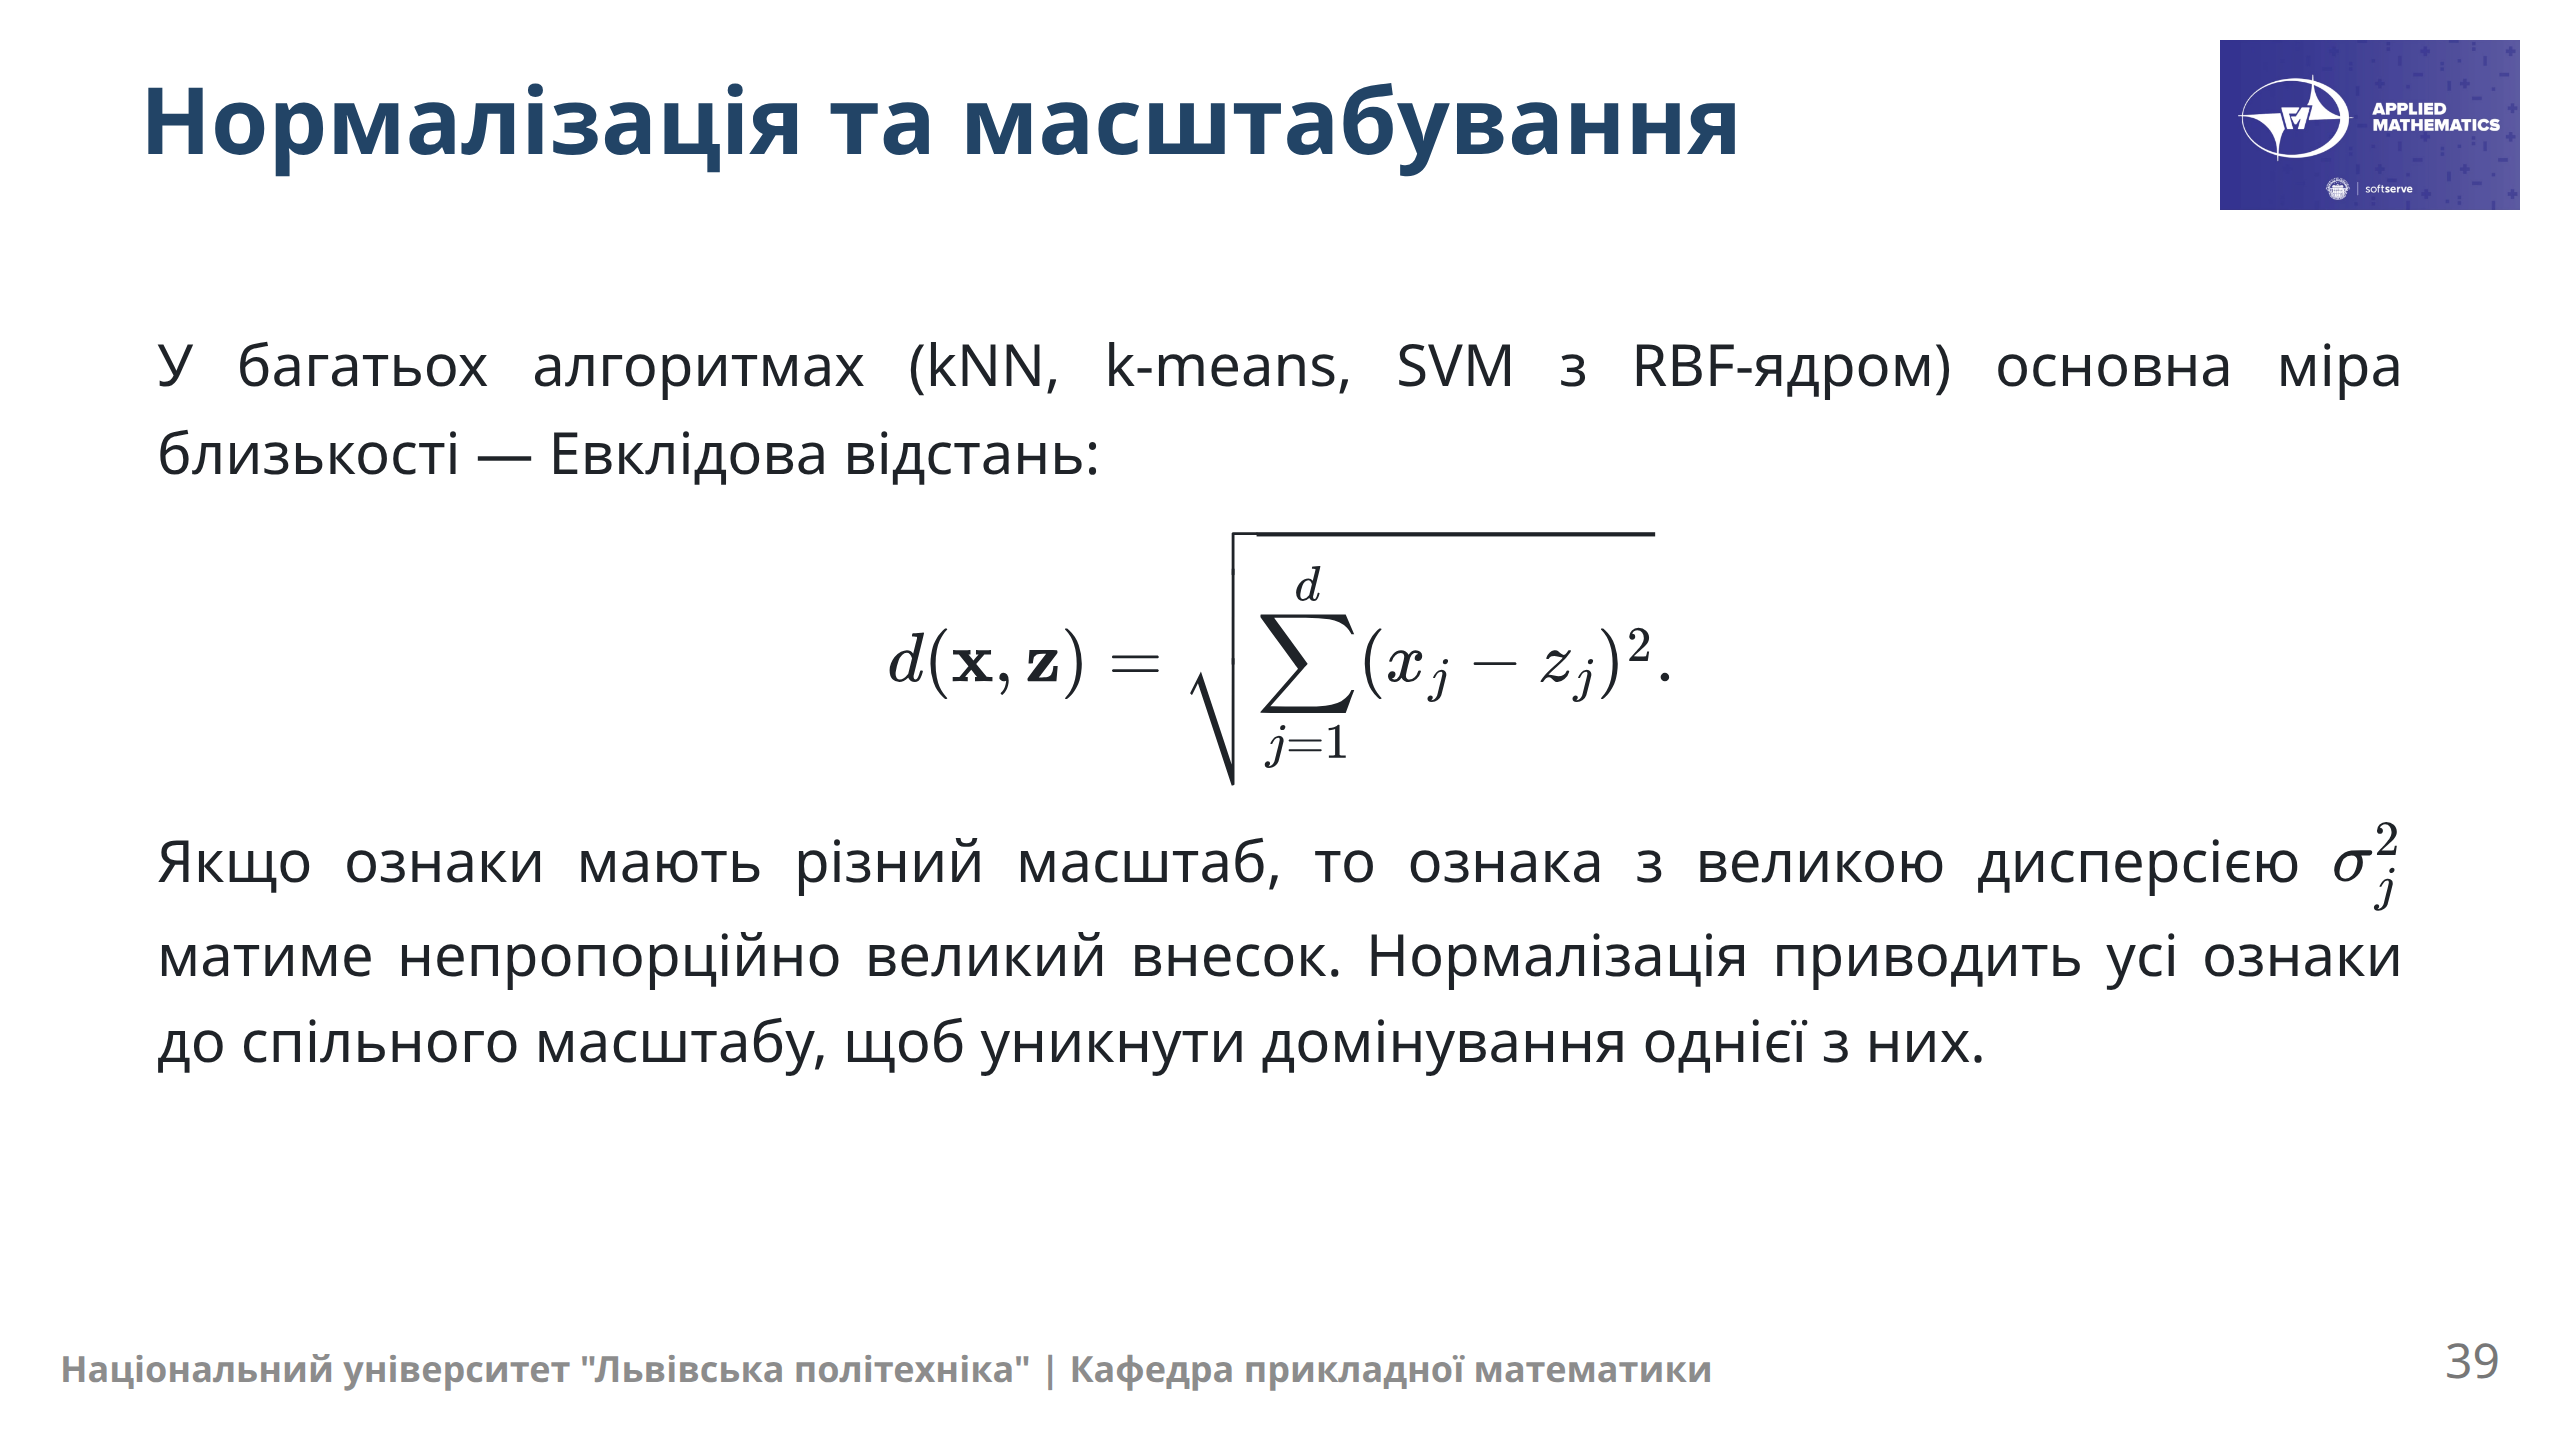 Нормалізація та масштабування
APPLIED
MATHEMATICS
softserve
У багатьох алгоритмах (kNN, k-means, SVM з RBF-ядром) основна міра
близькості — Евклідова відстань:
d(𝐱, 𝐳) = √∑_{j=1}^{d} (x_j − z_j)².
Якщо ознаки мають різний масштаб, то ознака з великою дисперсією σ_j²
матиме непропорційно великий внесок. Нормалізація приводить усі ознаки
до спільного масштабу, щоб уникнути домінування однієї з них.
Національний університет "Львівська політехніка" | Кафедра прикладної математики
39